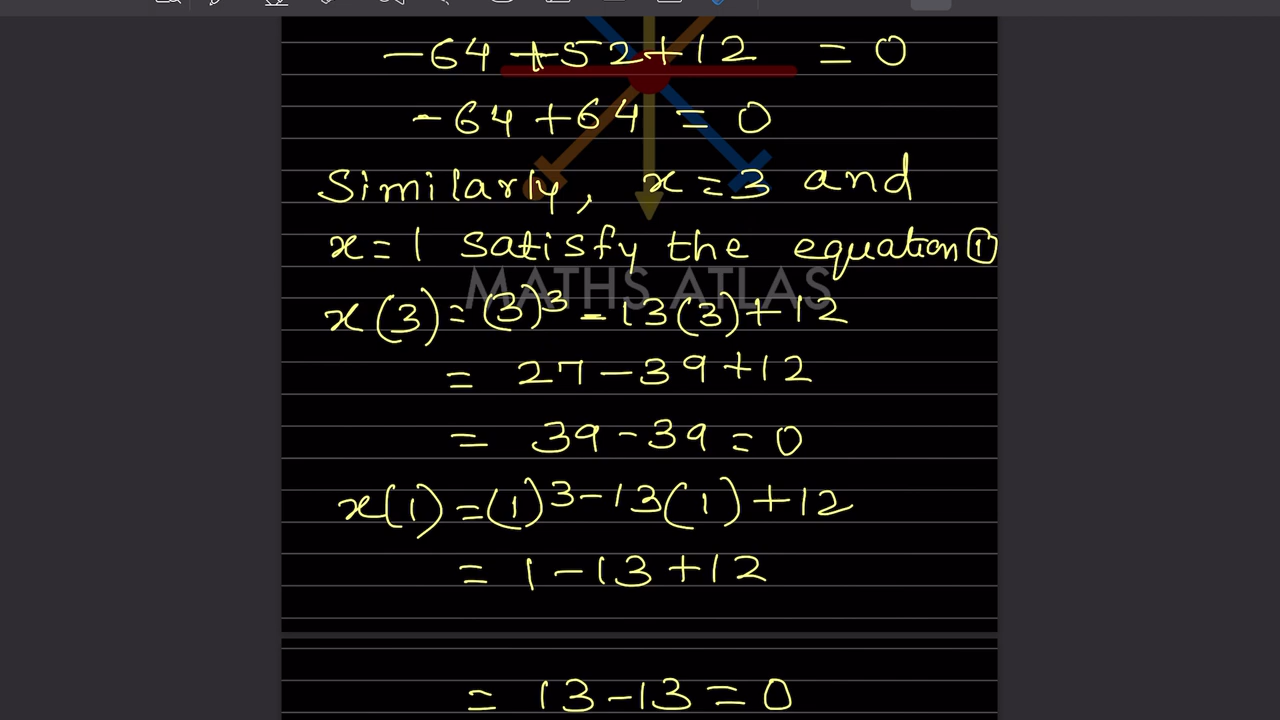 -64+52+12 = 0
-64+64 = 0
Similarly, x=3 and
x=1 satisfy the equation ①
MATHS ATLAS
x(3)=(3)³-13(3)+12
= 27-39+12
= 39-39=0
x(1)=(1)³-13(1)+12
= 1-13+12
= 13-13=0